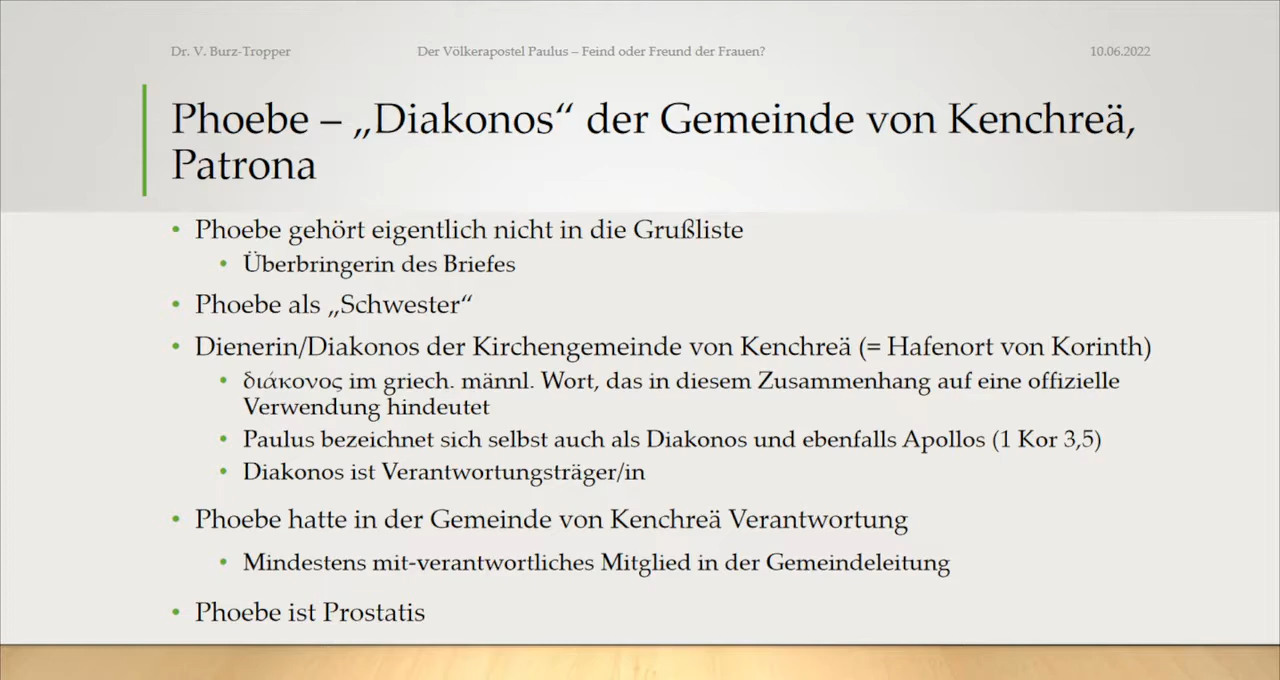 Dr. V. Burz-Tropper
Der Völkerapostel Paulus – Feind oder Freund der Frauen?
10.06.2022
Phoebe – „Diakonos“ der Gemeinde von Kenchreä,
Patrona
• Phoebe gehört eigentlich nicht in die Grußliste
• Überbringerin des Briefes
• Phoebe als „Schwester“
• Dienerin/Diakonos der Kirchengemeinde von Kenchreä (= Hafenort von Korinth)
• διάκονος im griech. männl. Wort, das in diesem Zusammenhang auf eine offizielle
Verwendung hindeutet
• Paulus bezeichnet sich selbst auch als Diakonos und ebenfalls Apollos (1 Kor 3,5)
• Diakonos ist Verantwortungsträger/in
• Phoebe hatte in der Gemeinde von Kenchreä Verantwortung
• Mindestens mit-verantwortliches Mitglied in der Gemeindeleitung
• Phoebe ist Prostatis